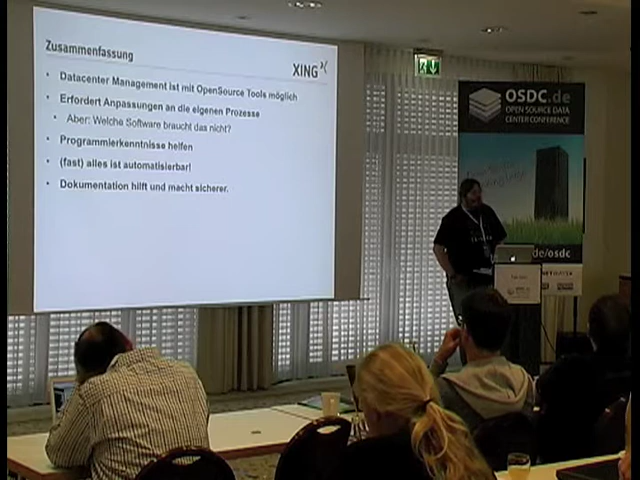 Zusammenfassung
XING
Datacenter Management ist mit OpenSource Tools möglich
Erfordert Anpassungen an die eigenen Prozesse
Aber: Welche Software braucht das nicht?
Programmierkenntnisse helfen
(fast) alles ist automatisierbar!
Dokumentation hilft und macht sicherer.
OSDC.de
OPEN SOURCE DATA
CENTER CONFERENCE
de/osdc